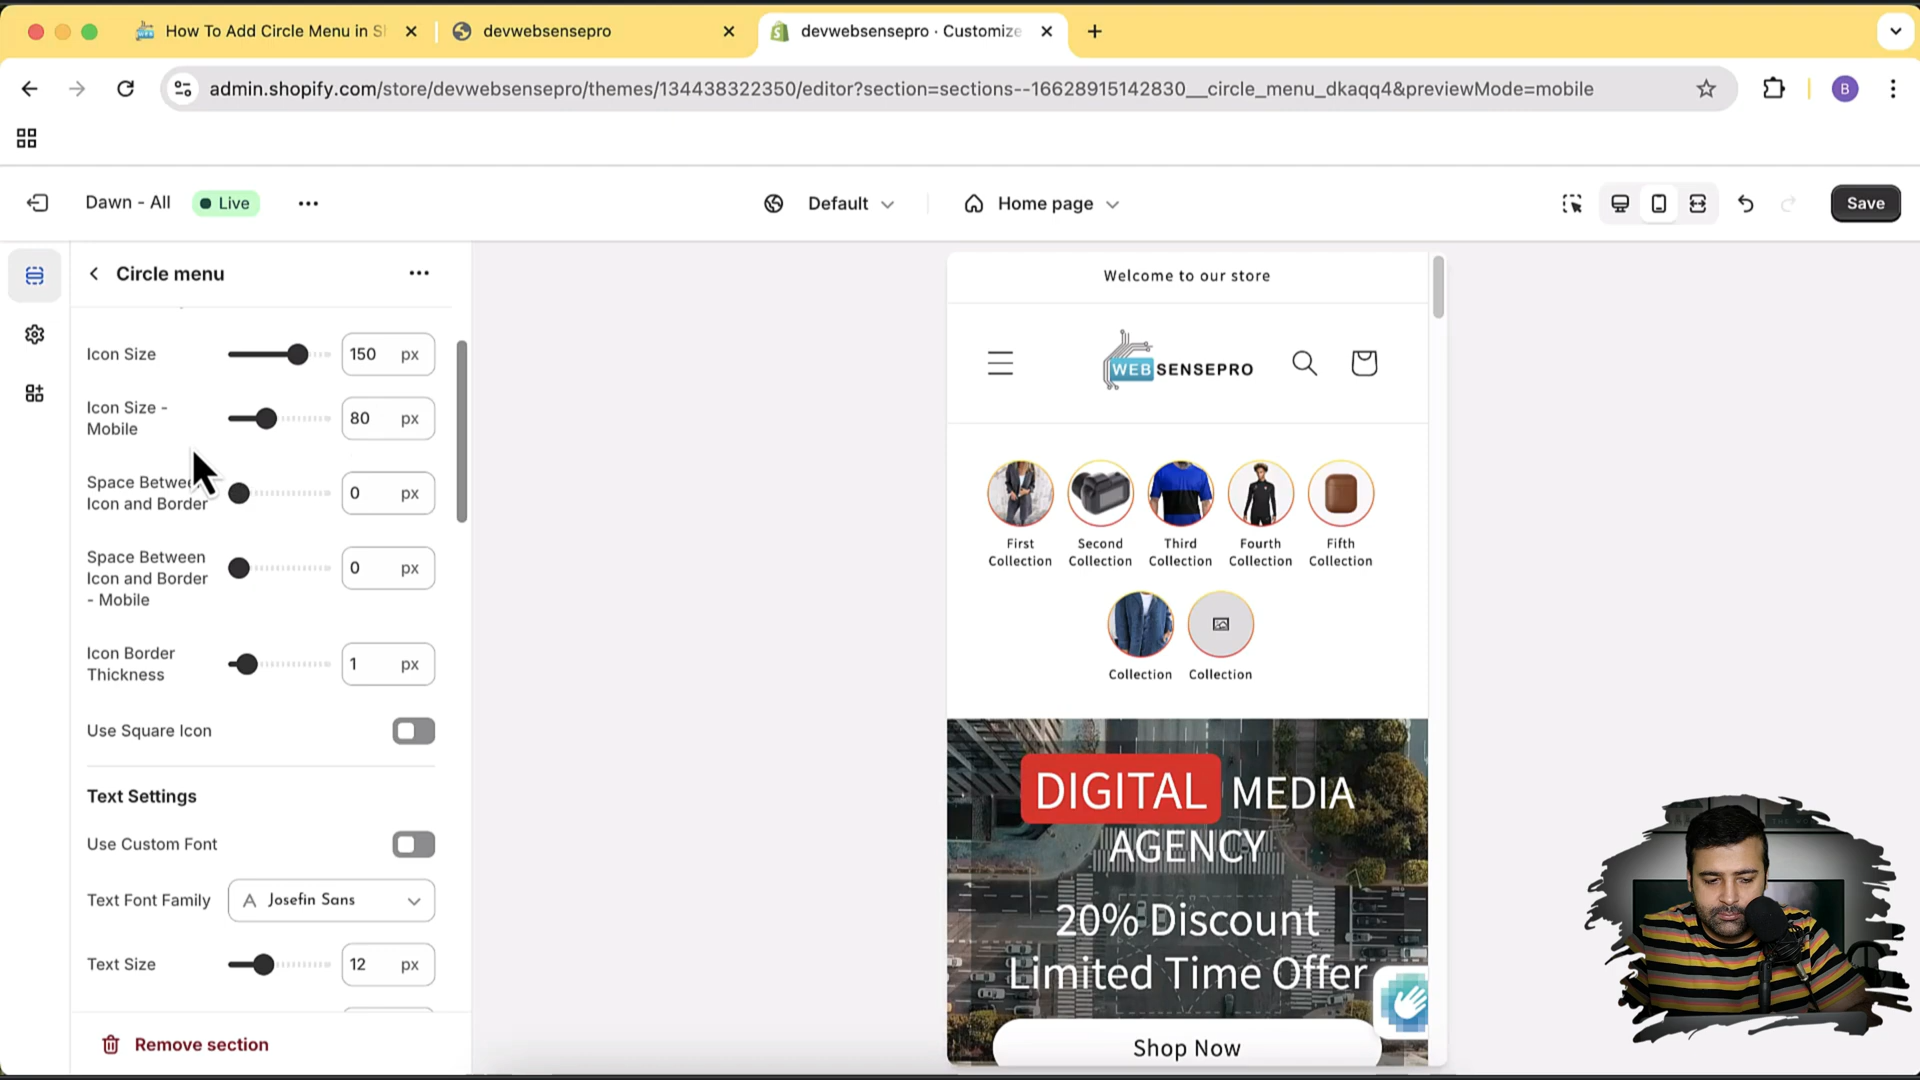 How To Add Circle Menu in Sh
devwebsensepro
devwebsensepro · Customize
admin.shopify.com/store/devwebsensepro/themes/134438322350/editor?section=sections--16628915142830__circle_menu_dkaqq4&previewMode=mobile
B
Dawn - All
Live
Default
Home page
Save
Circle menu
Icon Size
150 px
Icon Size -
Mobile
80 px
Space Between
Icon and Border
0 px
Space Between
Icon and Border
- Mobile
0 px
Icon Border
Thickness
1 px
Use Square Icon
Text Settings
Use Custom Font
Text Font Family
A Josefin Sans
Text Size
12 px
Remove section
Welcome to our store
WEBSENSEPRO
First
Collection
Second
Collection
Third
Collection
Fourth
Collection
Fifth
Collection
Collection
Collection
DIGITAL MEDIA
AGENCY
20% Discount
Limited Time Offer
Shop Now